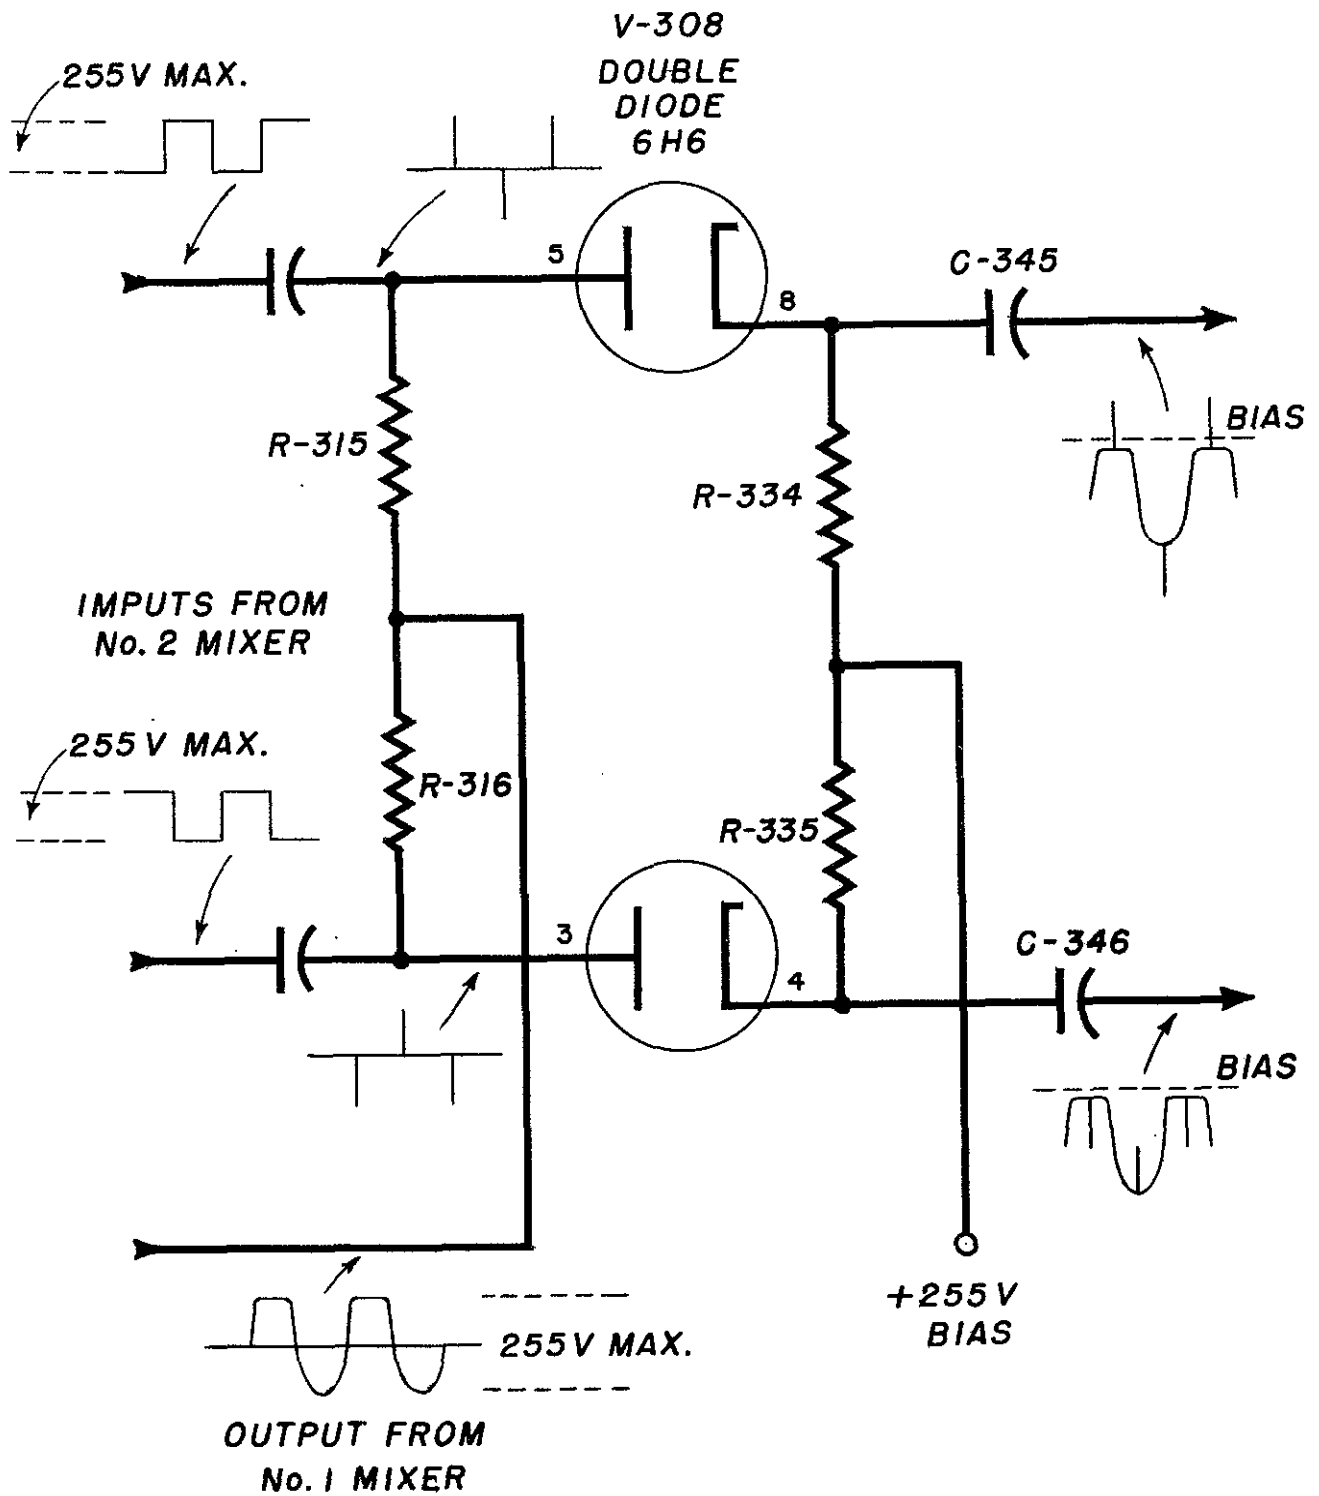 V-308
DOUBLE
DIODE
6H6
255V MAX.
5
8
C-345
BIAS
R-315
R-334
IMPUTS FROM
No. 2 MIXER
255V MAX.
R-316
R-335
3
4
C-346
BIAS
+255V
BIAS
255V MAX.
OUTPUT FROM
No. 1 MIXER